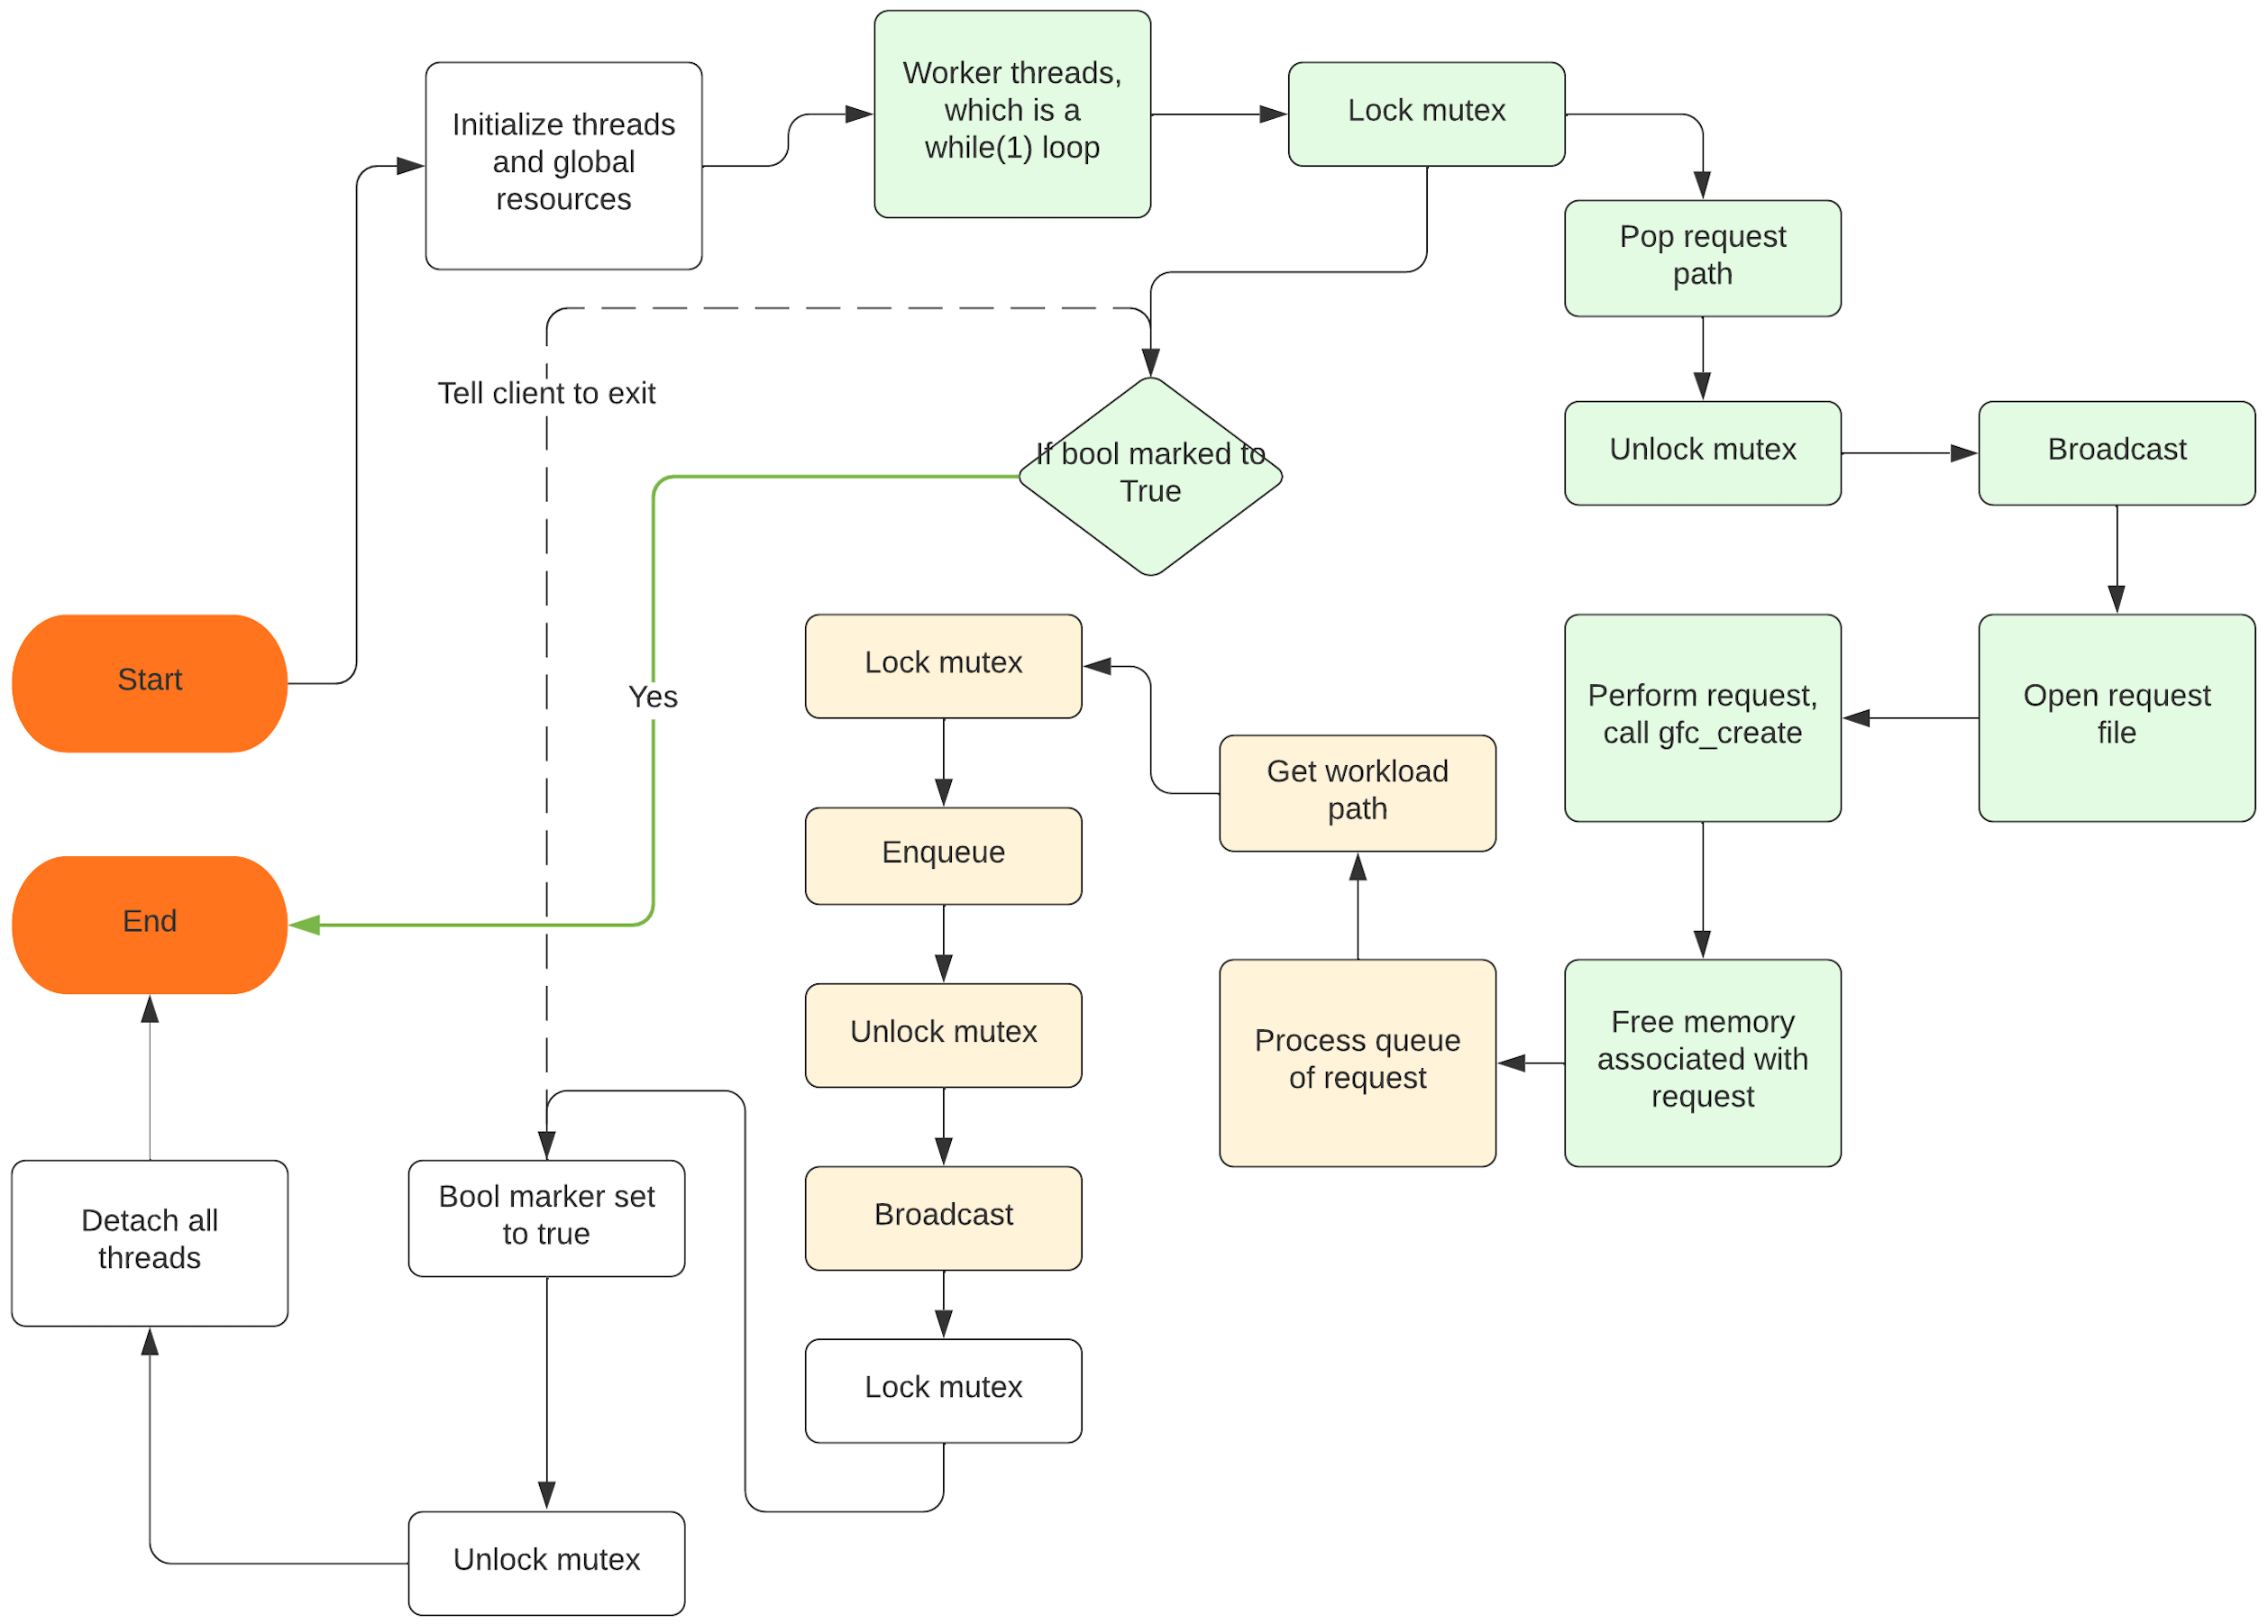 Worker threads,
which is a
while(1) loop
Lock mutex
Initialize threads
and global
resources
Pop request
path
Tell client to exit
If bool marked to
True
Unlock mutex
Broadcast
Start
Yes
Lock mutex
Perform request,
call gfc_create
Open request
file
Get workload
path
Enqueue
End
Unlock mutex
Process queue
of request
Free memory
associated with
request
Detach all
threads
Bool marker set
to true
Broadcast
Lock mutex
Unlock mutex